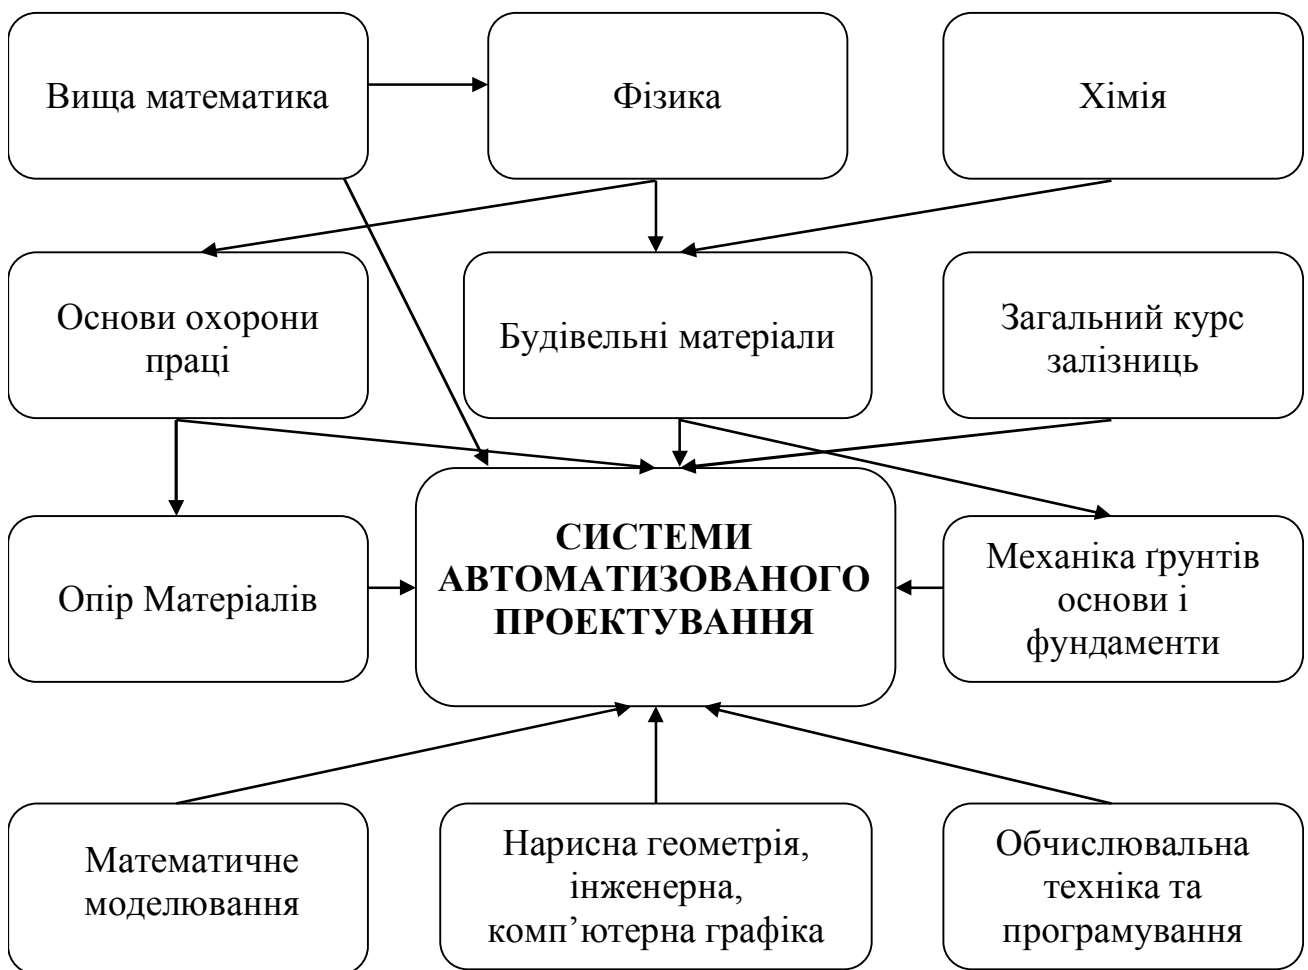 Вища математика
Фізика
Хімія
Основи охорони
праці
Будівельні матеріали
Загальний курс
залізниць
Опір Матеріалів
СИСТЕМИ
АВТОМАТИЗОВАНОГО
ПРОЕКТУВАННЯ
Механіка ґрунтів
основи і
фундаменти
Математичне
моделювання
Нарисна геометрія,
інженерна,
комп’ютерна графіка
Обчислювальна
техніка та
програмування